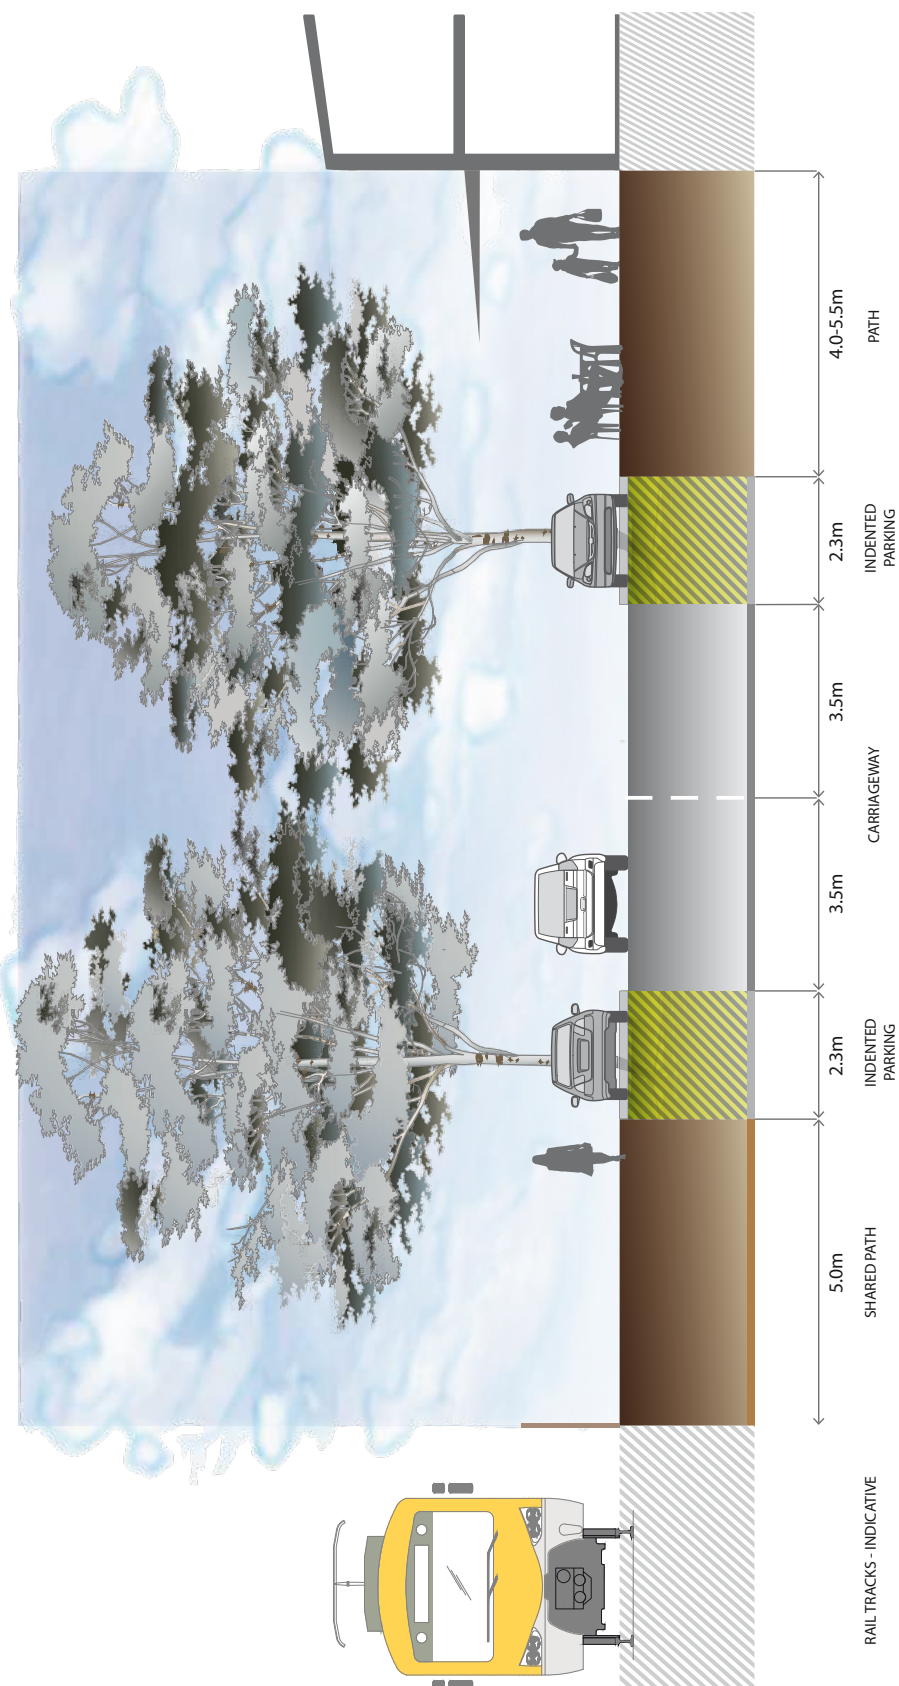 RAIL TRACKS - INDICATIVE
5.0m
SHARED PATH
2.3m
INDENTED
PARKING
3.5m
CARRIAGEWAY
3.5m
2.3m
INDENTED
PARKING
4.0-5.5m
PATH